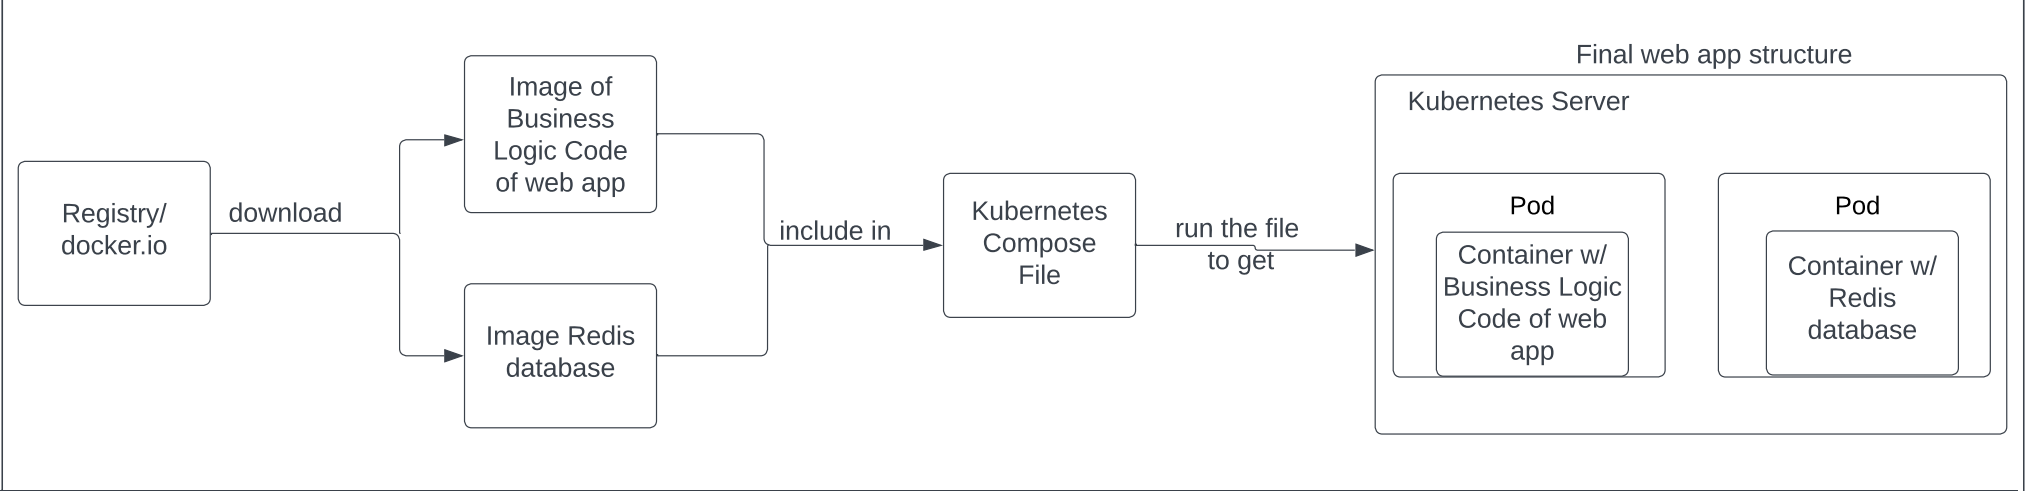 Registry/
docker.io
download
Image of
Business
Logic Code
of web app
Image Redis
database
include in
Kubernetes
Compose
File
run the file
to get
Final web app structure
Kubernetes Server
Pod
Container w/
Business Logic
Code of web
app
Pod
Container w/
Redis
database